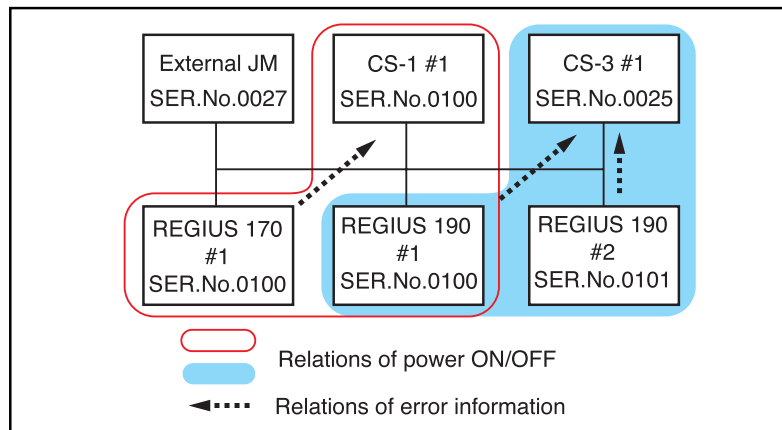 External JM
SER.No.0027
CS-1 #1
SER.No.0100
CS-3 #1
SER.No.0025
REGIUS 170
#1
SER.No.0100
REGIUS 190
#1
SER.No.0100
REGIUS 190
#2
SER.No.0101
Relations of power ON/OFF
Relations of error information